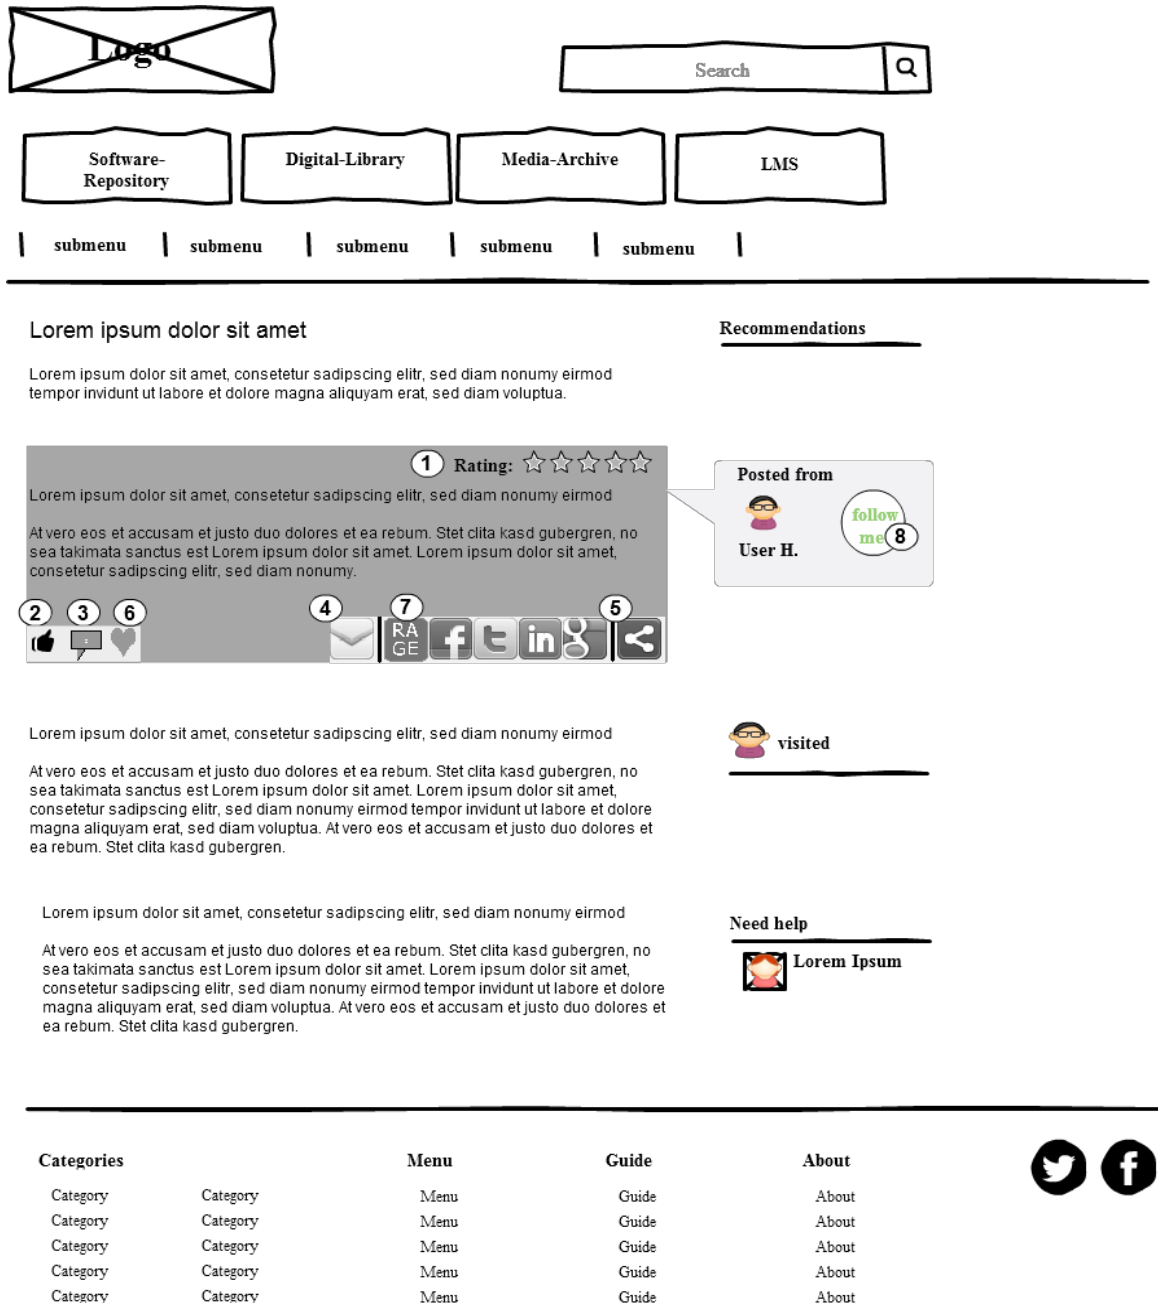 Logo
Search
Software-
Repository
Digital-Library
Media-Archive
LMS
submenu
submenu
submenu
submenu
submenu
Lorem ipsum dolor sit amet
Recommendations
Lorem ipsum dolor sit amet, consetetur sadipscing elitr, sed diam nonumy eirmod
tempor invidunt ut labore et dolore magna aliquyam erat, sed diam voluptua.
1 Rating:
Lorem ipsum dolor sit amet, consetetur sadipscing elitr, sed diam nonumy eirmod
At vero eos et accusam et justo duo dolores et ea rebum. Stet clita kasd gubergren, no
sea takimata sanctus est Lorem ipsum dolor sit amet. Lorem ipsum dolor sit amet,
consetetur sadipscing elitr, sed diam nonumy.
2 3 6 4 7 5
RA
GE
f t in g
Posted from
follow
me 8
User H.
Lorem ipsum dolor sit amet, consetetur sadipscing elitr, sed diam nonumy eirmod
At vero eos et accusam et justo duo dolores et ea rebum. Stet clita kasd gubergren, no
sea takimata sanctus est Lorem ipsum dolor sit amet. Lorem ipsum dolor sit amet,
consetetur sadipscing elitr, sed diam nonumy eirmod tempor invidunt ut labore et dolore
magna aliquyam erat, sed diam voluptua. At vero eos et accusam et justo duo dolores et
ea rebum. Stet clita kasd gubergren.
visited
Lorem ipsum dolor sit amet, consetetur sadipscing elitr, sed diam nonumy eirmod
At vero eos et accusam et justo duo dolores et ea rebum. Stet clita kasd gubergren, no
sea takimata sanctus est Lorem ipsum dolor sit amet. Lorem ipsum dolor sit amet,
consetetur sadipscing elitr, sed diam nonumy eirmod tempor invidunt ut labore et dolore
magna aliquyam erat, sed diam voluptua. At vero eos et accusam et justo duo dolores et
ea rebum. Stet clita kasd gubergren.
Need help
Lorem Ipsum
Categories Menu Guide About
f
Category Category Menu Guide About
Category Category Menu Guide About
Category Category Menu Guide About
Category Category Menu Guide About
Category Category Menu Guide About